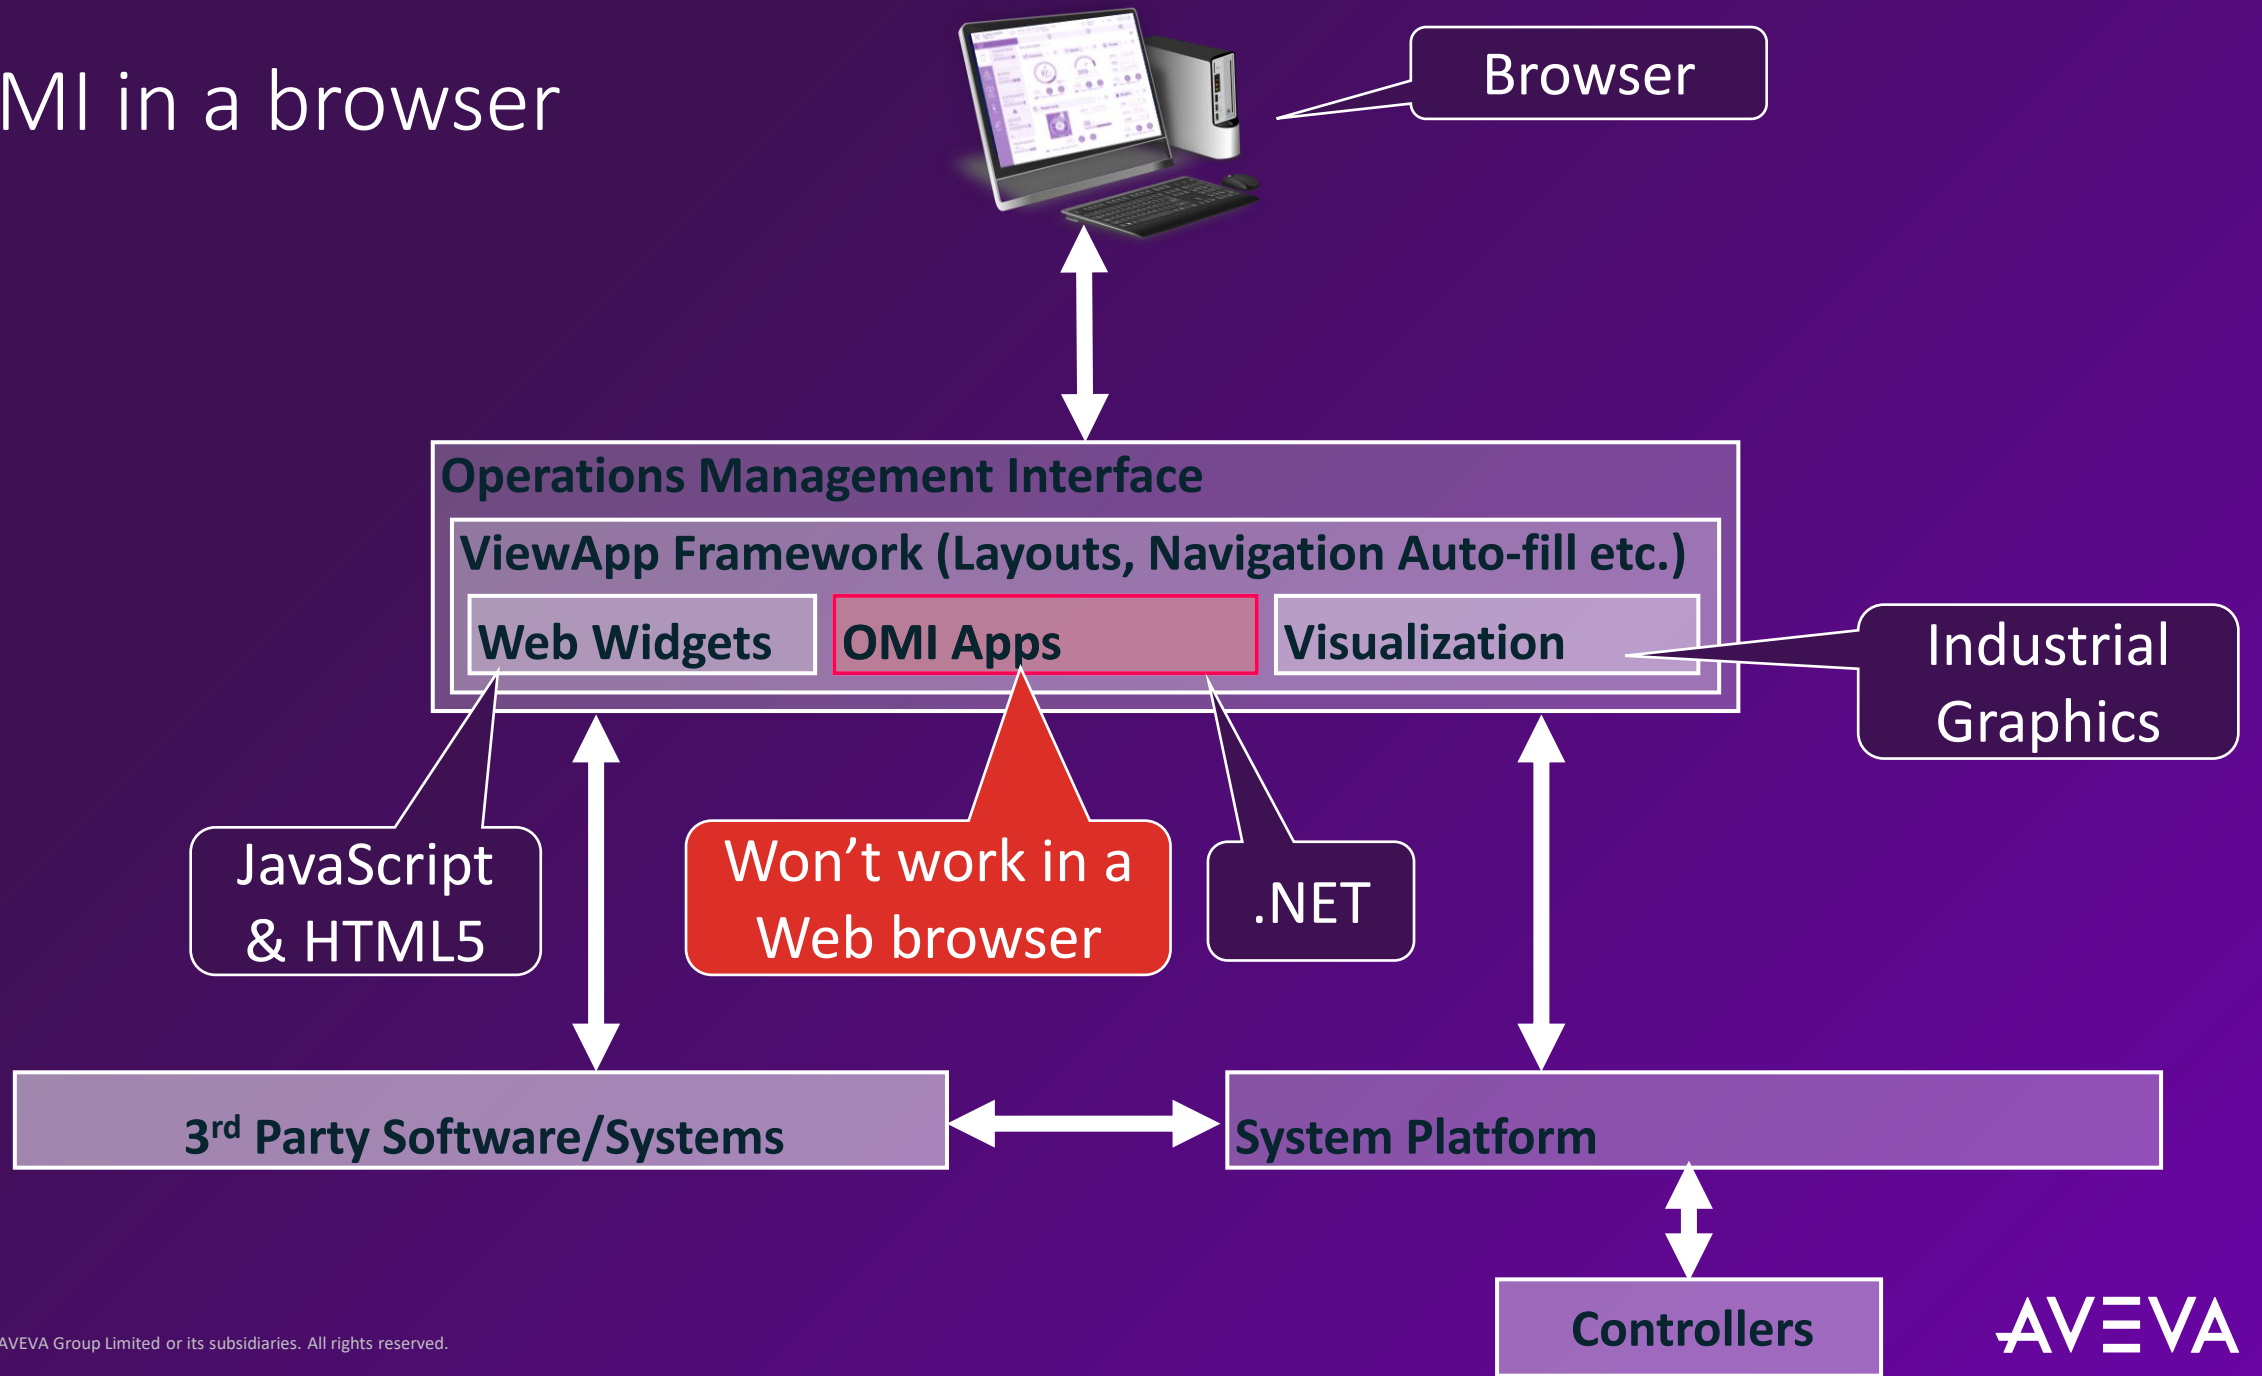 MI in a browser
Browser
Operations Management Interface
ViewApp Framework (Layouts, Navigation Auto-fill etc.)
Web Widgets
OMI Apps
Visualization
Industrial
Graphics
JavaScript
& HTML5
Won’t work in a
Web browser
.NET
3rd Party Software/Systems
System Platform
Controllers
AVEVA Group Limited or its subsidiaries. All rights reserved.
AVEVA